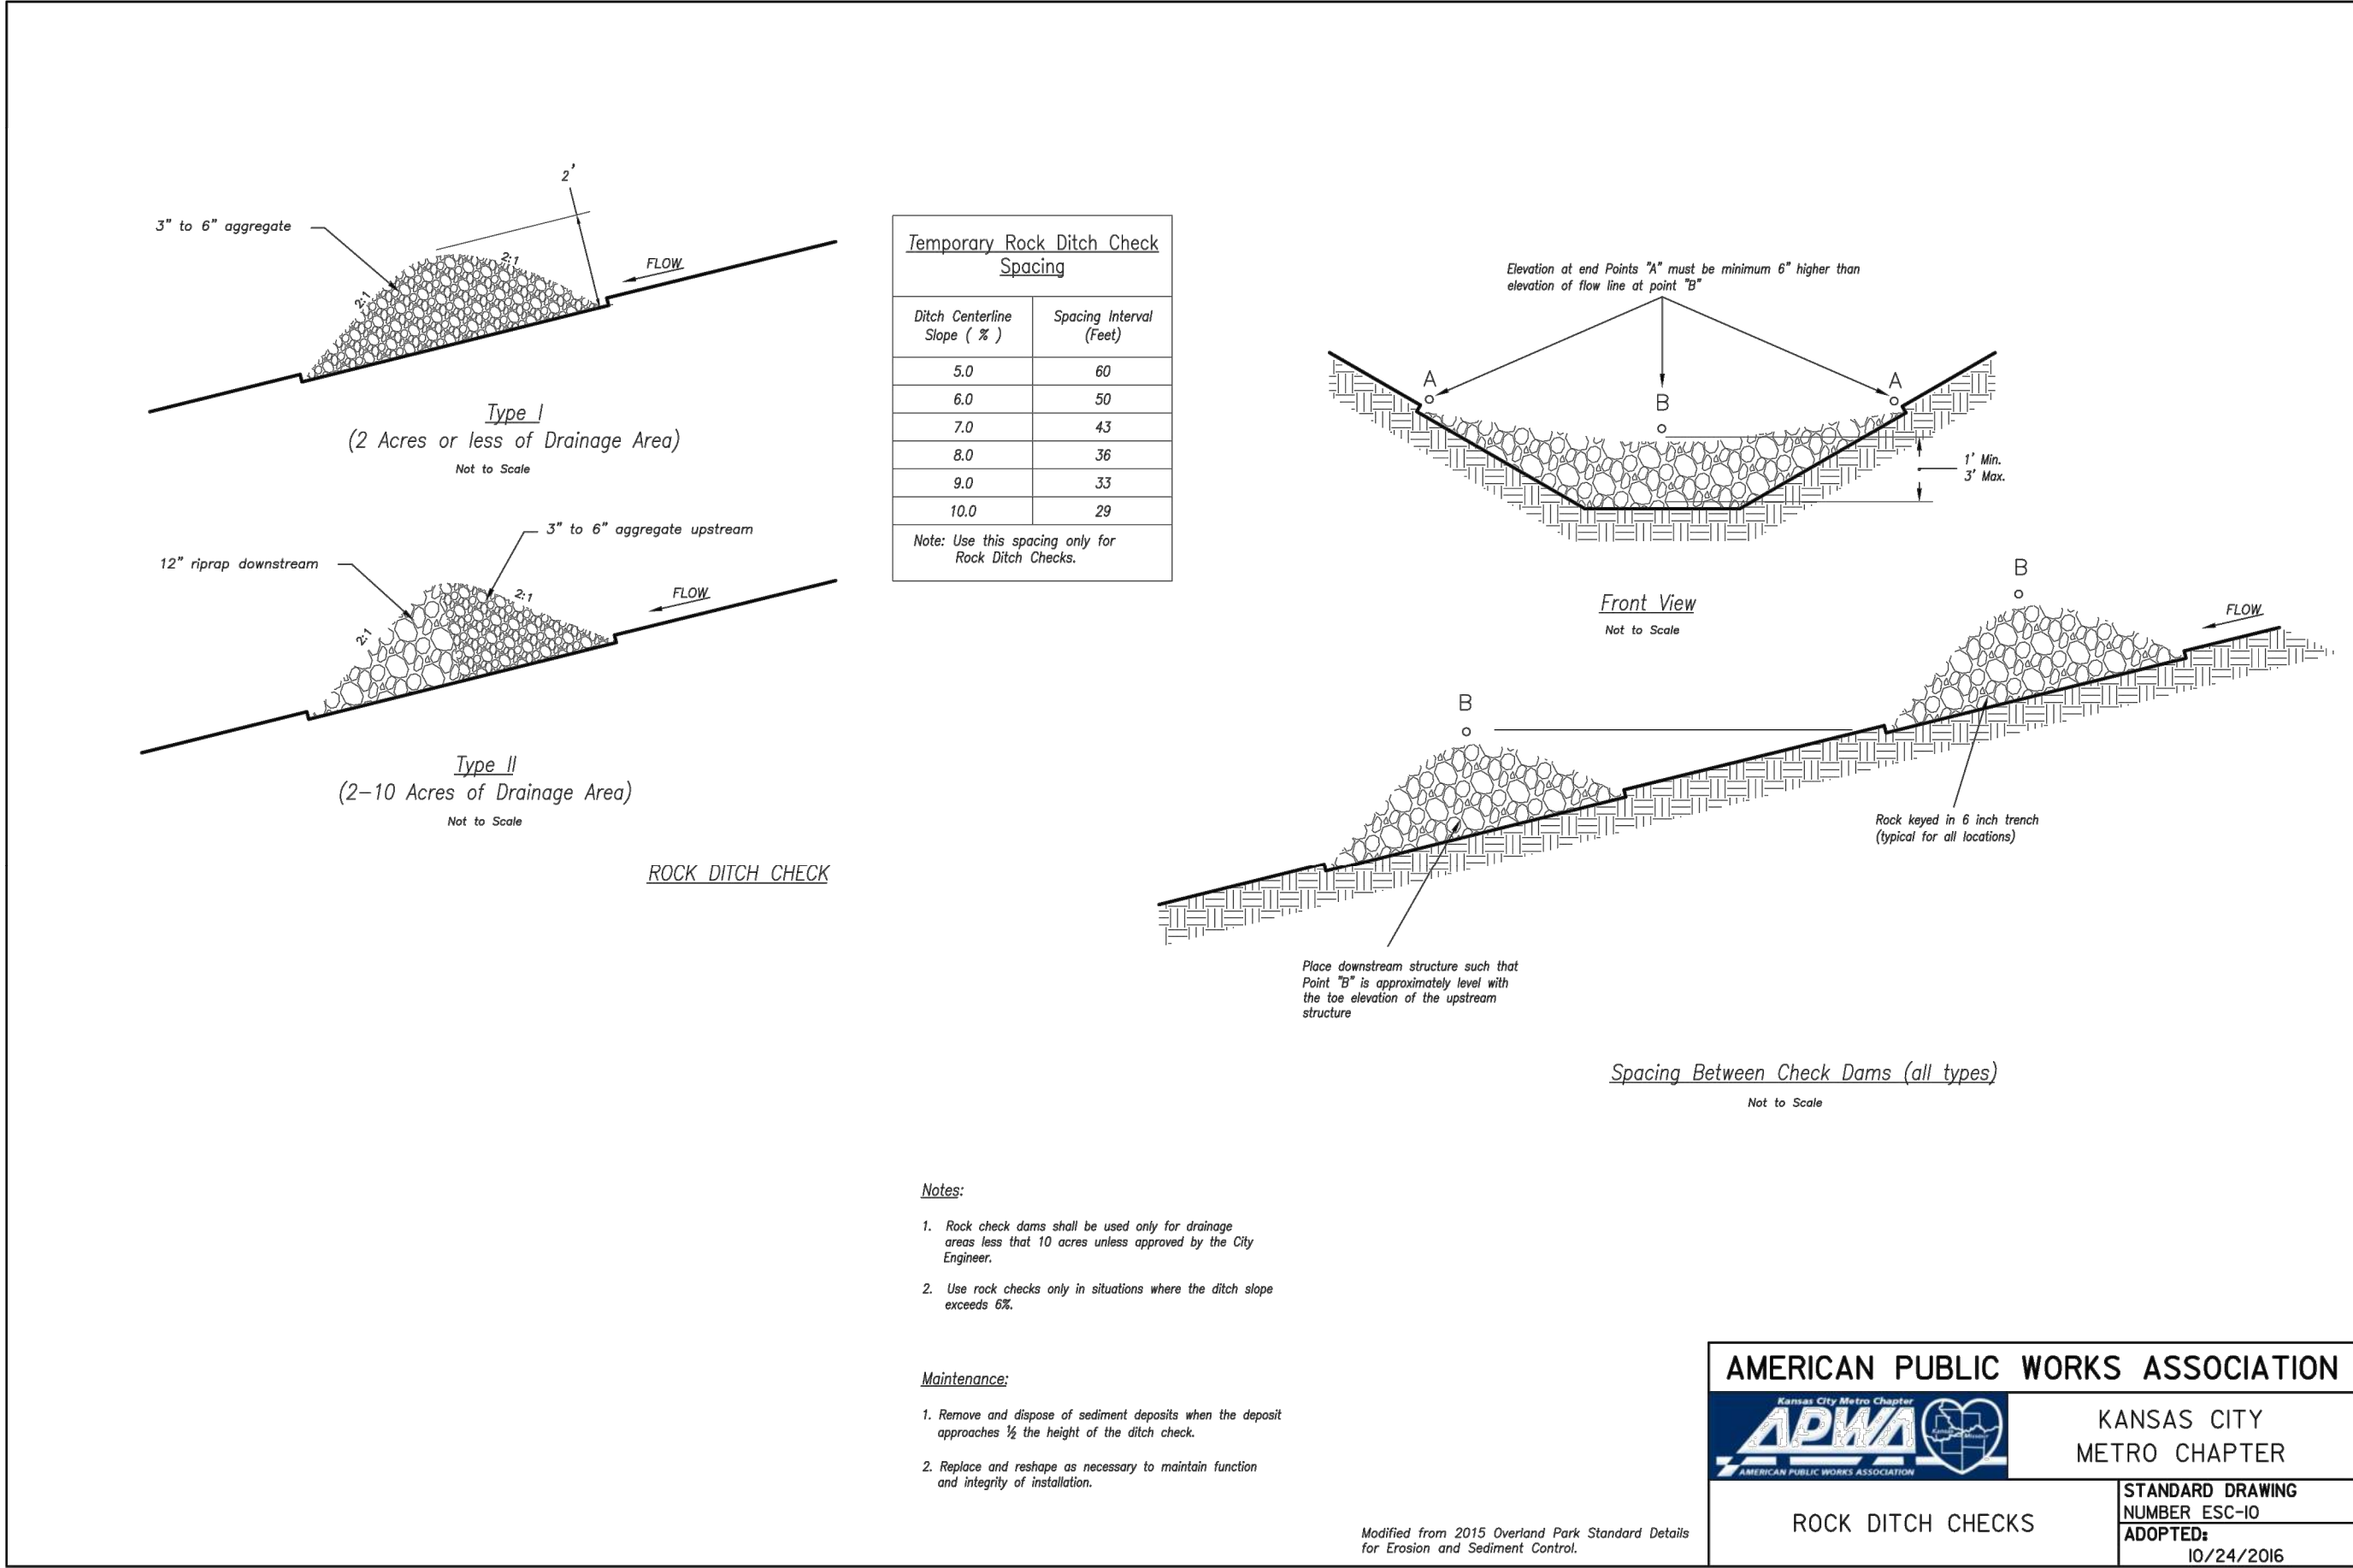 2'
3" to 6" aggregate
2:1
2:1
FLOW
Type I
(2 Acres or less of Drainage Area)
Not to Scale
3" to 6" aggregate upstream
12" riprap downstream
2:1
2:1
FLOW
Type II
(2-10 Acres of Drainage Area)
Not to Scale
ROCK DITCH CHECK
Temporary Rock Ditch Check
Spacing
Ditch Centerline Slope ( % ) Spacing Interval (Feet)
5.0 60
6.0 50
7.0 43
8.0 36
9.0 33
10.0 29
Note: Use this spacing only for
Rock Ditch Checks.
Elevation at end Points "A" must be minimum 6" higher than
elevation of flow line at point "B"
A
B
A
1' Min.
3' Max.
Front View
Not to Scale
B
FLOW
B
Rock keyed in 6 inch trench
(typical for all locations)
Place downstream structure such that
Point "B" is approximately level with
the toe elevation of the upstream
structure
Spacing Between Check Dams (all types)
Not to Scale
Notes:
1. Rock check dams shall be used only for drainage
areas less that 10 acres unless approved by the City
Engineer.
2. Use rock checks only in situations where the ditch slope
exceeds 6%.
Maintenance:
1. Remove and dispose of sediment deposits when the deposit
approaches ½ the height of the ditch check.
2. Replace and reshape as necessary to maintain function
and integrity of installation.
Modified from 2015 Overland Park Standard Details
for Erosion and Sediment Control.
AMERICAN PUBLIC WORKS ASSOCIATION
Kansas City Metro Chapter
APWA
Kansas Missouri
AMERICAN PUBLIC WORKS ASSOCIATION
KANSAS CITY
METRO CHAPTER
ROCK DITCH CHECKS
STANDARD DRAWING
NUMBER ESC-10
ADOPTED:
10/24/2016